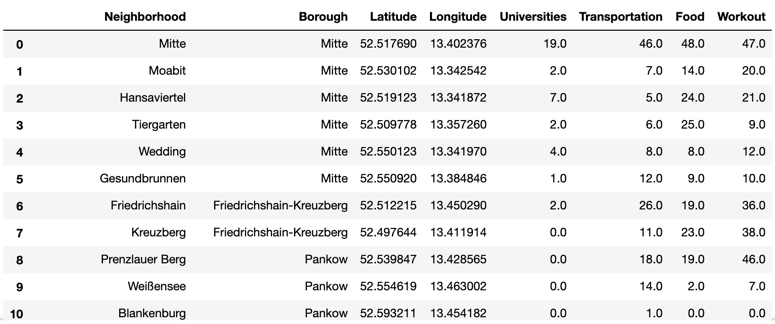 Neighborhood Borough Latitude Longitude Universities Transportation Food Workout
0 Mitte Mitte 52.517690 13.402376 19.0 46.0 48.0 47.0
1 Moabit Mitte 52.530102 13.342542 2.0 7.0 14.0 20.0
2 Hansaviertel Mitte 52.519123 13.341872 7.0 5.0 24.0 21.0
3 Tiergarten Mitte 52.509778 13.357260 2.0 6.0 25.0 9.0
4 Wedding Mitte 52.550123 13.341970 4.0 8.0 8.0 12.0
5 Gesundbrunnen Mitte 52.550920 13.384846 1.0 12.0 9.0 10.0
6 Friedrichshain Friedrichshain-Kreuzberg 52.512215 13.450290 2.0 26.0 19.0 36.0
7 Kreuzberg Friedrichshain-Kreuzberg 52.497644 13.411914 0.0 11.0 23.0 38.0
8 Prenzlauer Berg Pankow 52.539847 13.428565 0.0 18.0 19.0 46.0
9 Weißensee Pankow 52.554619 13.463002 0.0 14.0 2.0 7.0
10 Blankenburg Pankow 52.593211 13.454182 0.0 1.0 0.0 0.0